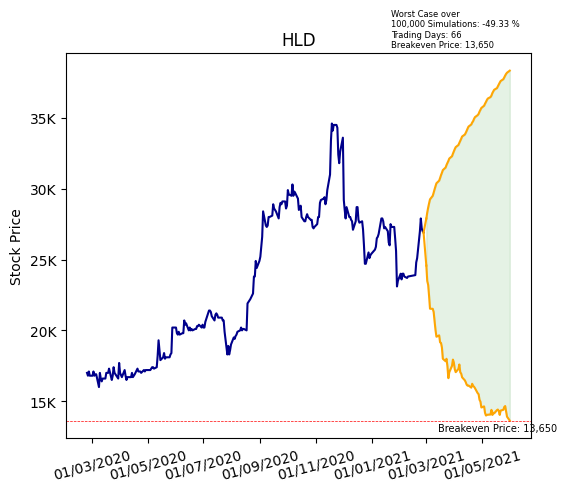 Worst Case over
100,000 Simulations: -49.33 %
Trading Days: 66
Breakeven Price: 13,650
HLD
Stock Price
35K
30K
25K
20K
15K
Breakeven Price: 13,650
01/03/2020 01/05/2020 01/07/2020 01/09/2020 01/11/2020 01/01/2021 01/03/2021 01/05/2021